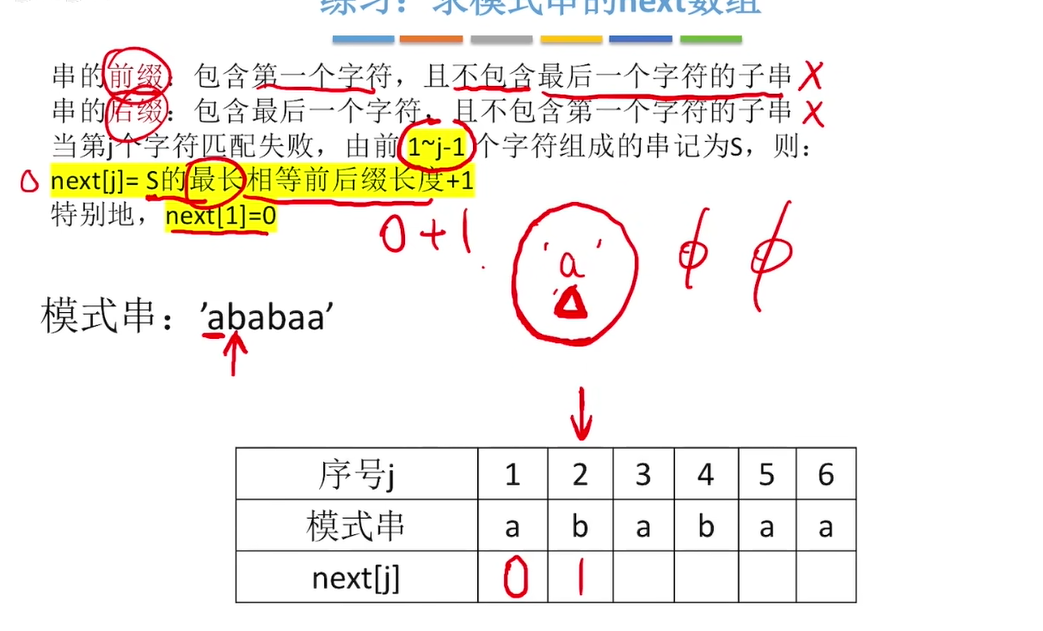 练习：求模式串的next数组
串的前缀：包含第一个字符，且不包含最后一个字符的子串 X
串的后缀：包含最后一个字符，且不包含第一个字符的子串 X
当第j个字符匹配失败，由前 1~j-1 个字符组成的串记为S，则：
next[j]= S的最长相等前后缀长度+1
特别地，next[1]=0
0+1
'a'
模式串：’ababaa’
序号j 1 2 3 4 5 6
模式串 a b a b a a
next[j] 0 1